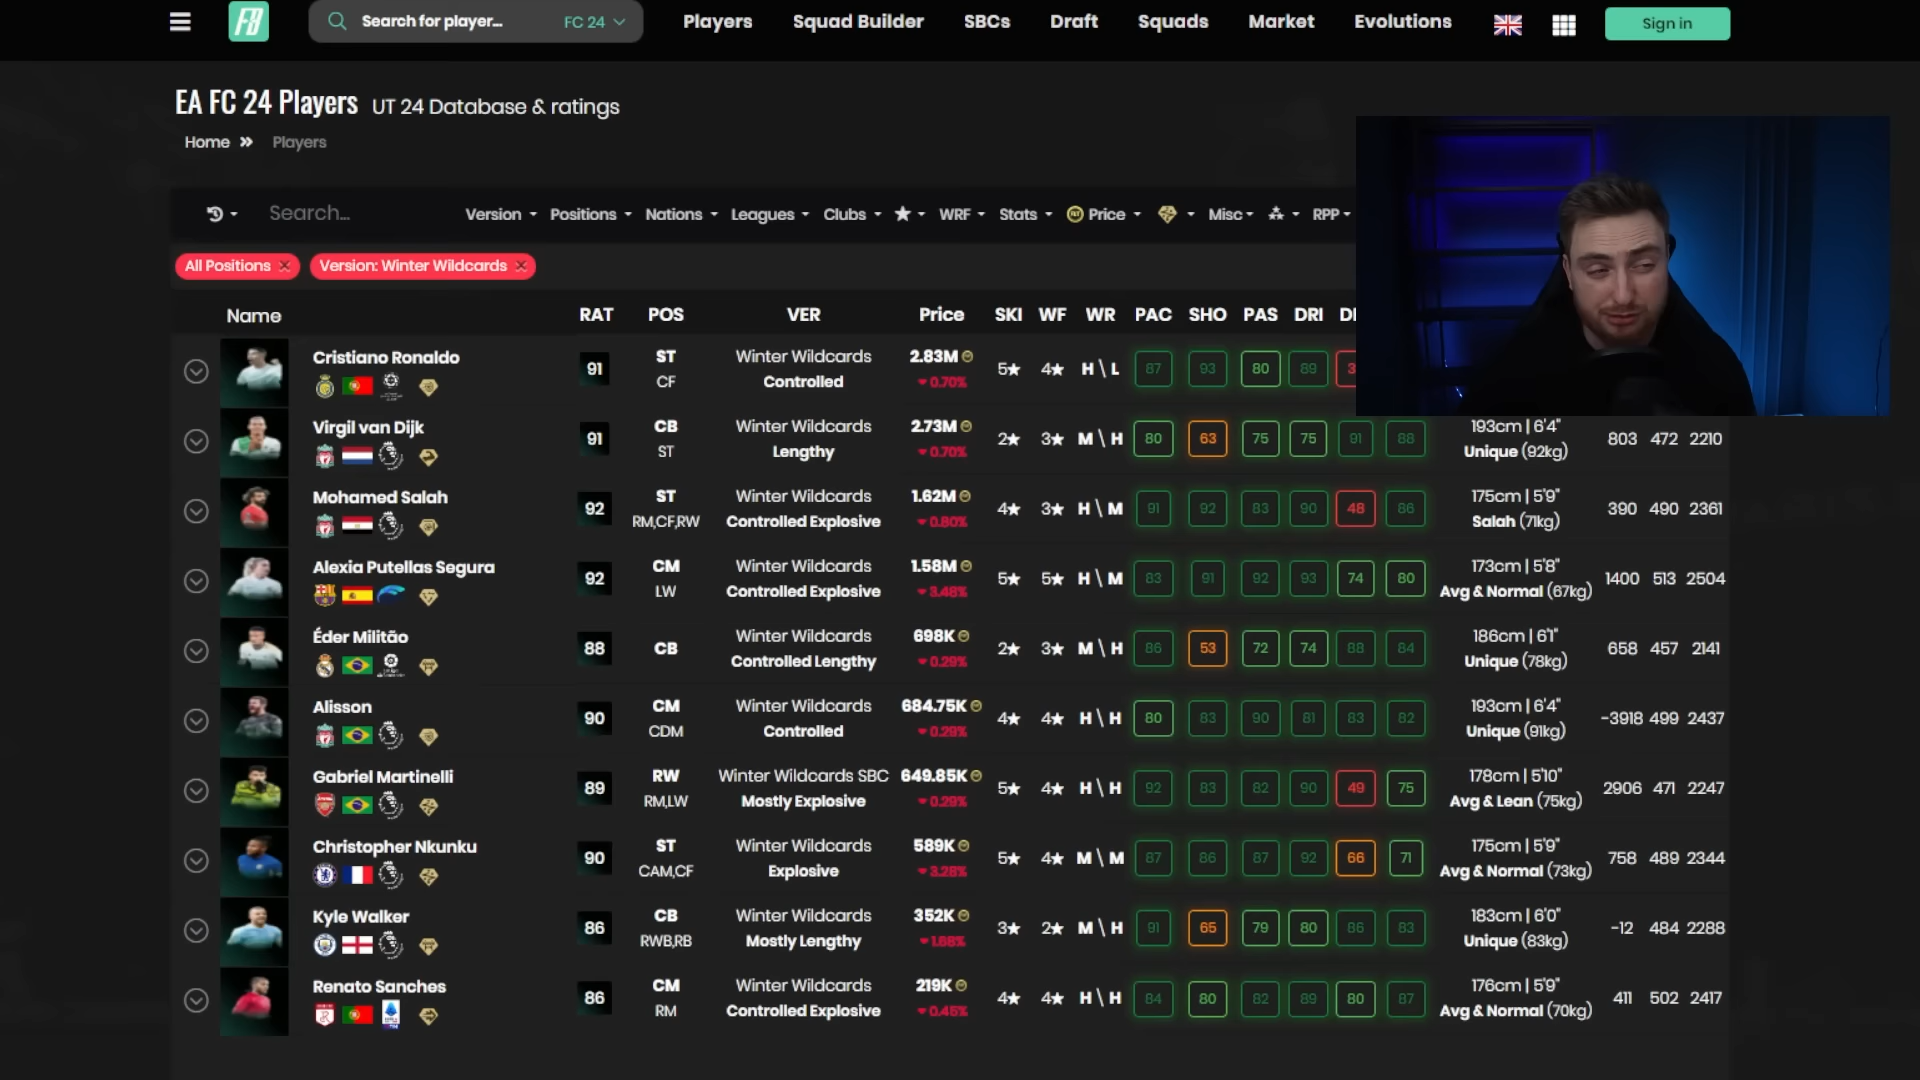 Search for player... FC 24 Players Squad Builder SBCs Draft Squads Market Evolutions Sign in
EA FC 24 Players UT 24 Database & ratings
Home » Players
Search... Version Positions Nations Leagues Clubs WRF Stats Price Misc RPP
All Positions × Version: Winter Wildcards ×
Name RAT POS VER Price SKI WF WR PAC SHO PAS DRI
Cristiano Ronaldo 91 ST Winter Wildcards 2.83M 5★ 4★ H \ L 87 93 80 89
CF Controlled 0.70%
Virgil van Dijk 91 CB Winter Wildcards 2.73M 2★ 3★ M \ H 80 63 75 75 91 88 193cm | 6'4" 803 472 2210
ST Lengthy 0.70% Unique (92kg)
Mohamed Salah 92 ST Winter Wildcards 1.62M 4★ 3★ H \ M 91 92 83 90 48 86 175cm | 5'9" 390 490 2361
RM,CF,RW Controlled Explosive 0.80% Salah (71kg)
Alexia Putellas Segura 92 CM Winter Wildcards 1.58M 5★ 5★ H \ M 83 91 92 93 74 80 173cm | 5'8" 1400 513 2504
LW Controlled Explosive 3.48% Avg & Normal (67kg)
Éder Militão 88 CB Winter Wildcards 698K 2★ 3★ M \ H 86 53 72 74 88 84 186cm | 6'1" 658 457 2141
Controlled Lengthy 0.29% Unique (78kg)
Alisson 90 CM Winter Wildcards 684.75K 4★ 4★ H \ H 80 83 90 81 83 82 193cm | 6'4" -3918 499 2437
CDM Controlled 0.29% Unique (91kg)
Gabriel Martinelli 89 RW Winter Wildcards SBC 649.85K 5★ 4★ H \ H 92 83 82 90 49 75 178cm | 5'10" 2906 471 2247
RM,LW Mostly Explosive 0.29% Avg & Lean (75kg)
Christopher Nkunku 90 ST Winter Wildcards 589K 5★ 4★ M \ M 87 86 87 92 66 71 175cm | 5'9" 758 489 2344
CAM,CF Explosive 3.28% Avg & Normal (73kg)
Kyle Walker 86 CB Winter Wildcards 352K 3★ 2★ M \ H 91 65 79 80 86 83 183cm | 6'0" -12 484 2288
RWB,RB Mostly Lengthy 1.68% Unique (83kg)
Renato Sanches 86 CM Winter Wildcards 219K 4★ 4★ H \ H 84 80 82 89 80 87 176cm | 5'9" 411 502 2417
RM Controlled Explosive 0.45% Avg & Normal (70kg)